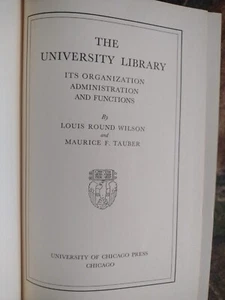 THE
UNIVERSITY LIBRARY
ITS ORGANIZATION
ADMINISTRATION
AND FUNCTIONS
By
LOUIS ROUND WILSON
and
MAURICE F. TAUBER
UNIVERSITY OF CHICAGO PRESS
CHICAGO